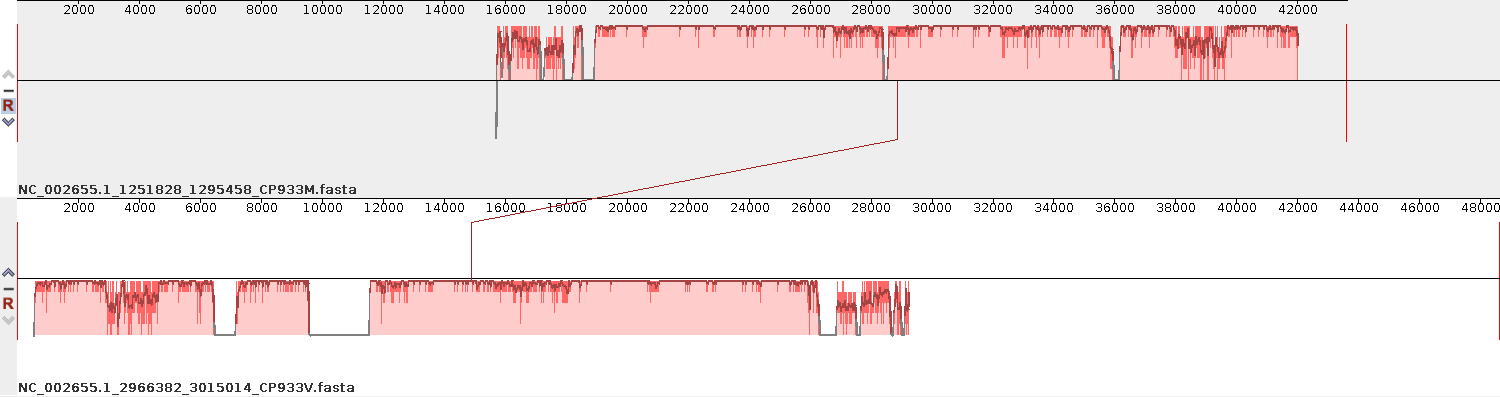 2000 4000 6000 8000 10000 12000 14000 16000 18000 20000 22000 24000 26000 28000 30000 32000 34000 36000 38000 40000 42000
R
NC_002655.1_1251828_1295458_CP933M.fasta
2000 4000 6000 8000 10000 12000 14000 16000 18000 20000 22000 24000 26000 28000 30000 32000 34000 36000 38000 40000 42000 44000 46000 48000
R
NC_002655.1_2966382_3015014_CP933V.fasta